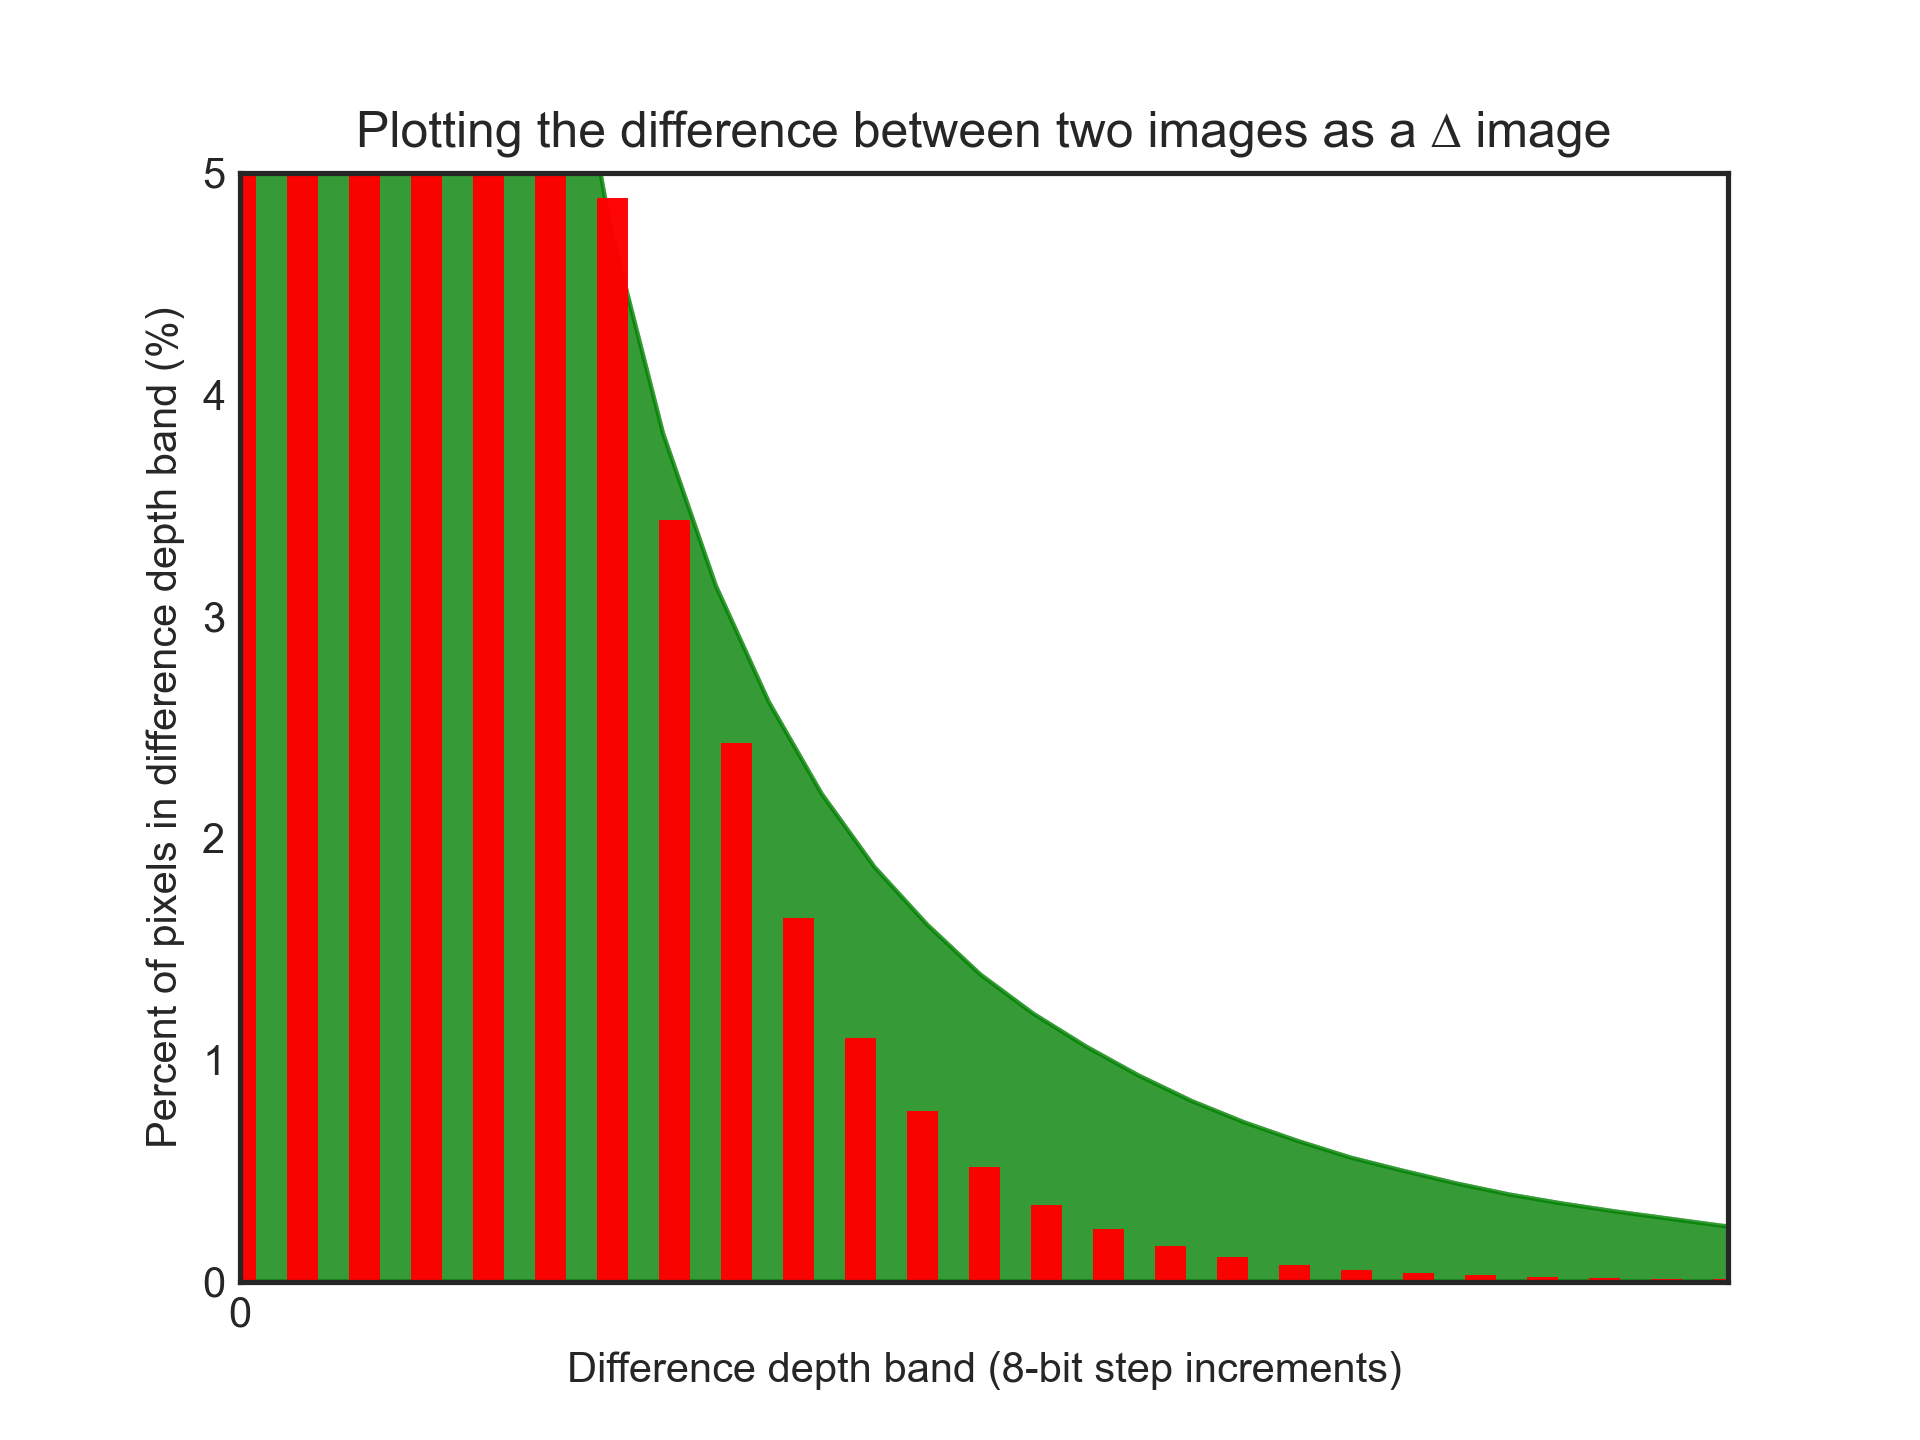 Plotting the difference between two images as a Δ image
5
4
3
2
1
0
Percent of pixels in difference depth band (%)
0
Difference depth band (8-bit step increments)